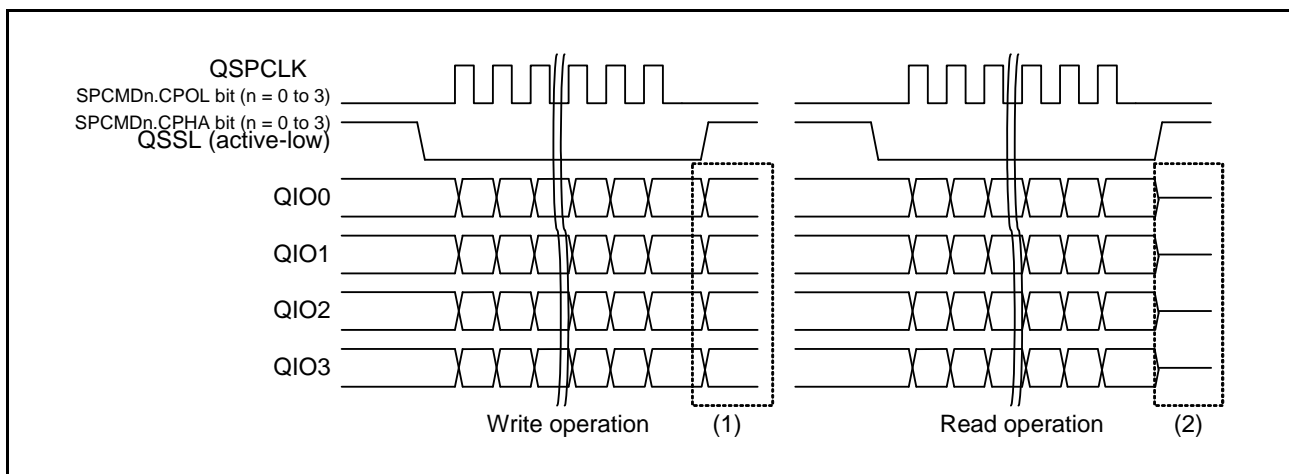 QSPCLK
SPCMDn.CPOL bit (n = 0 to 3)
SPCMDn.CPHA bit (n = 0 to 3)
QSSL (active-low)
QIO0
QIO1
QIO2
QIO3
Write operation (1) Read operation (2)